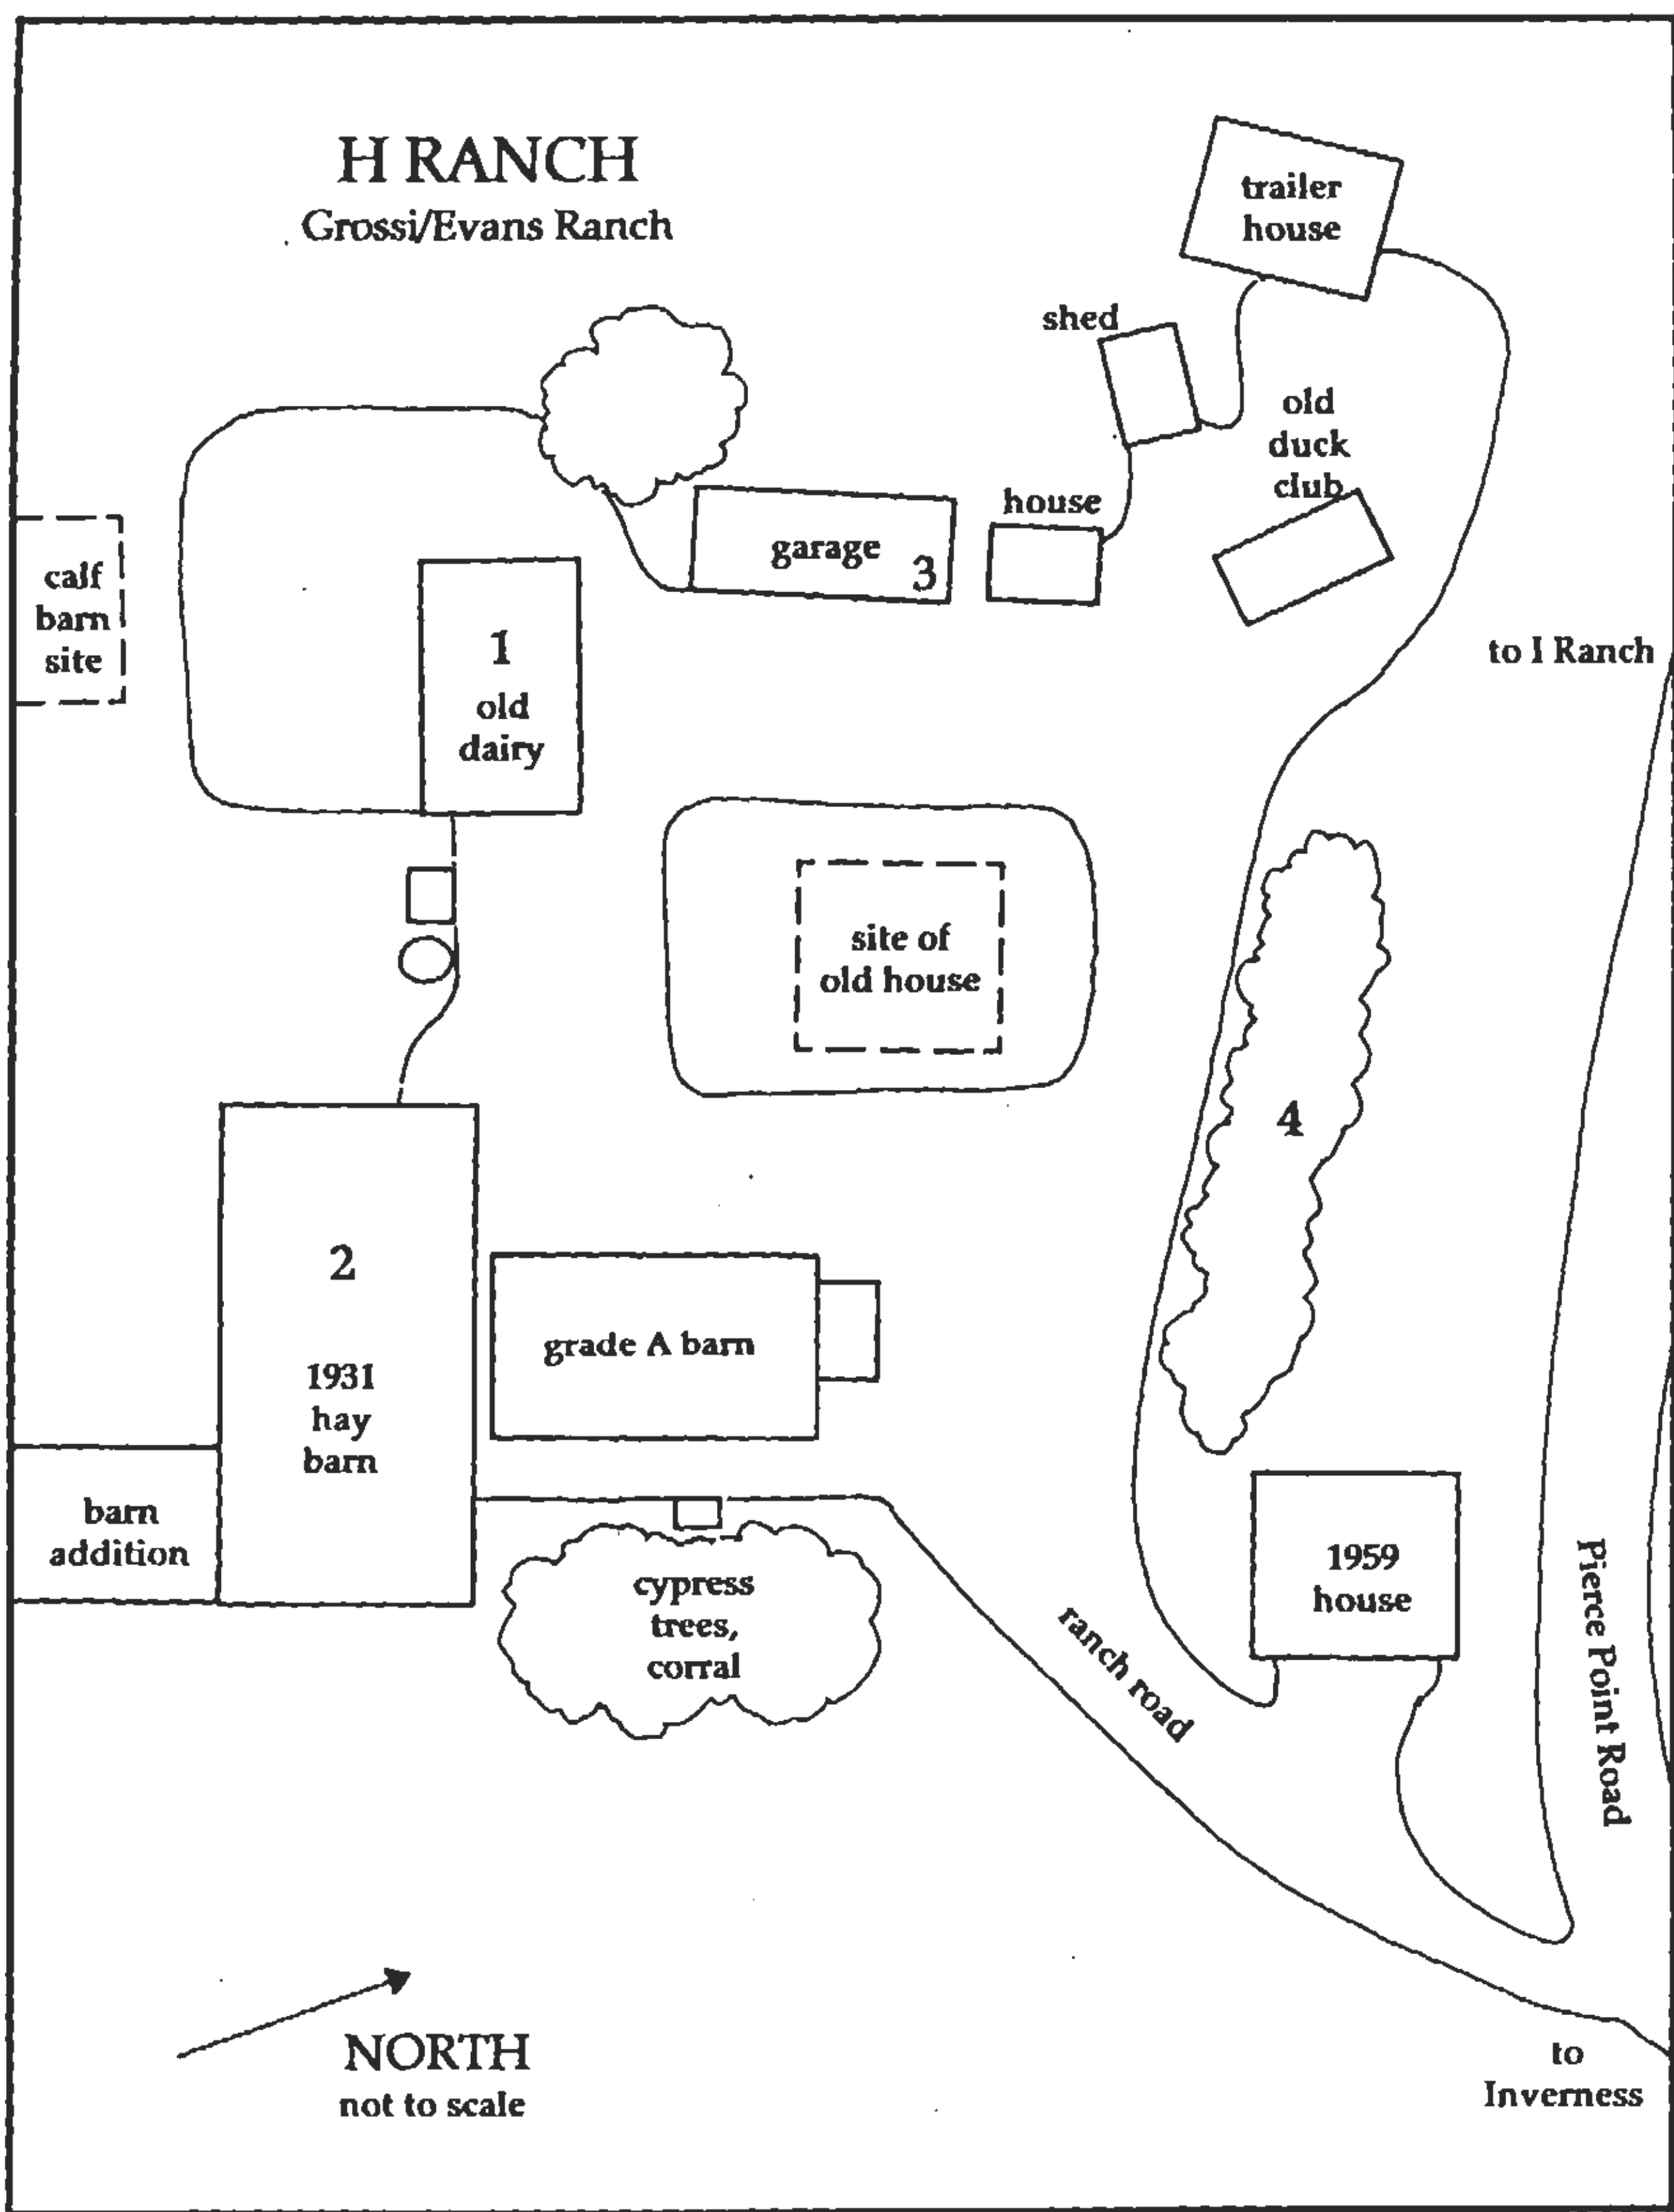 H RANCH
Grossi/Evans Ranch
trailer
house
shed
old
duck
club
house
garage
3
calf
barn
site
1
old
dairy
to I Ranch
site of
old house
4
2
1931
hay
barn
grade A barn
barn
addition
cypress
trees,
corral
ranch road
1959
house
Pierce Point Road
NORTH
not to scale
to
Inverness